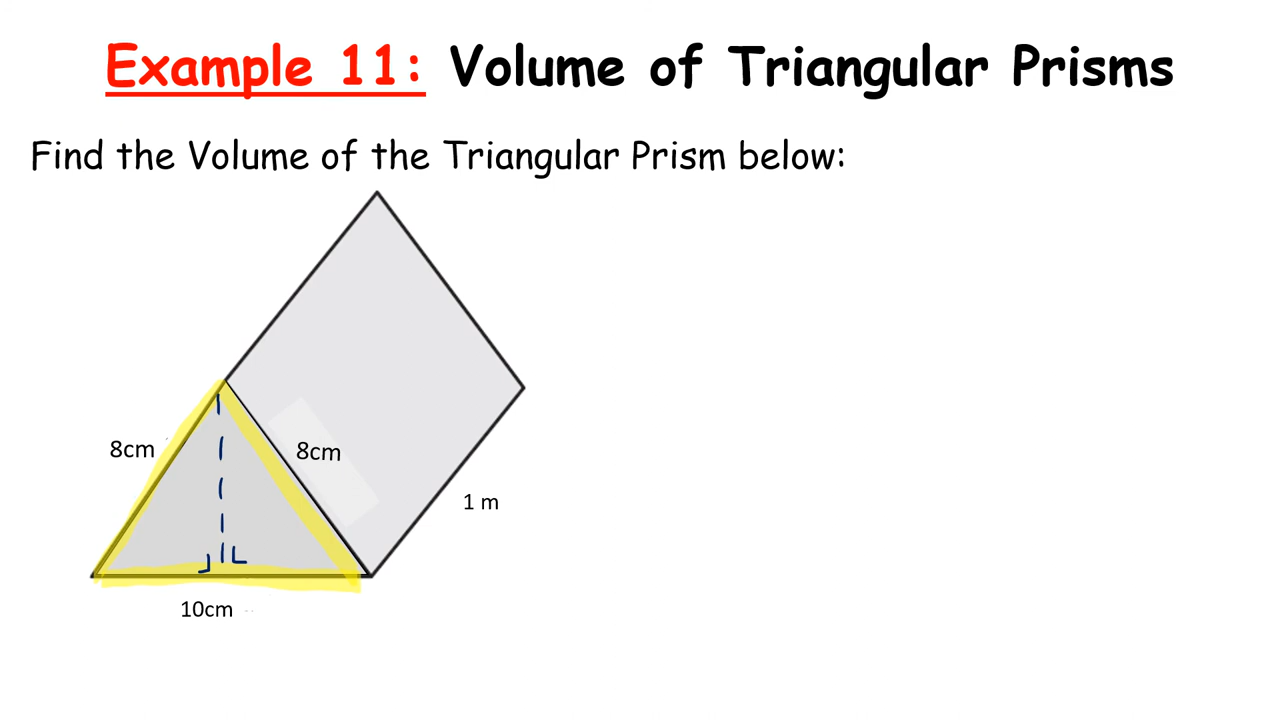 Example 11: Volume of Triangular Prisms
Find the Volume of the Triangular Prism below:
8cm
8cm
1 m
10cm